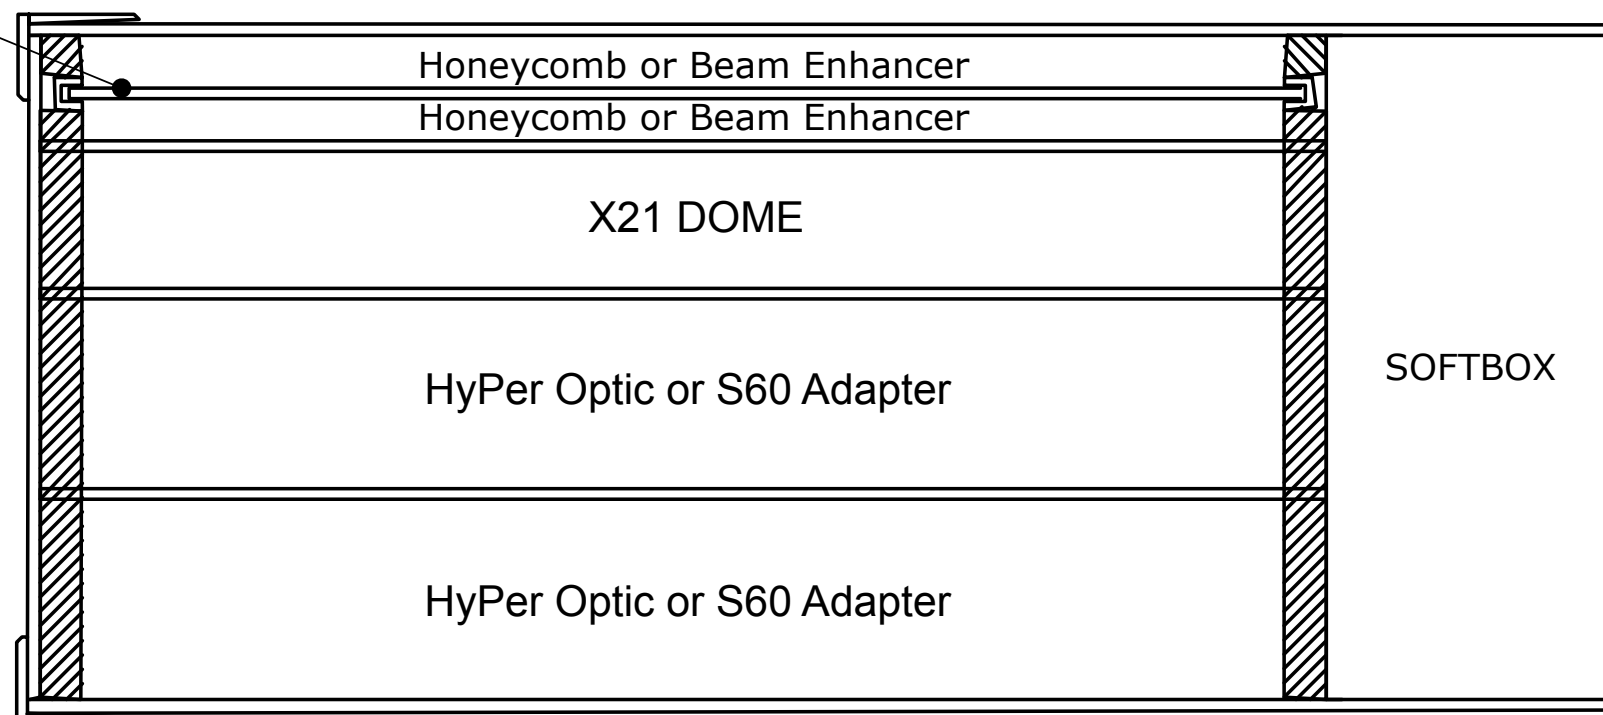 Honeycomb or Beam Enhancer
Honeycomb or Beam Enhancer
X21 DOME
HyPer Optic or S60 Adapter
SOFTBOX
HyPer Optic or S60 Adapter